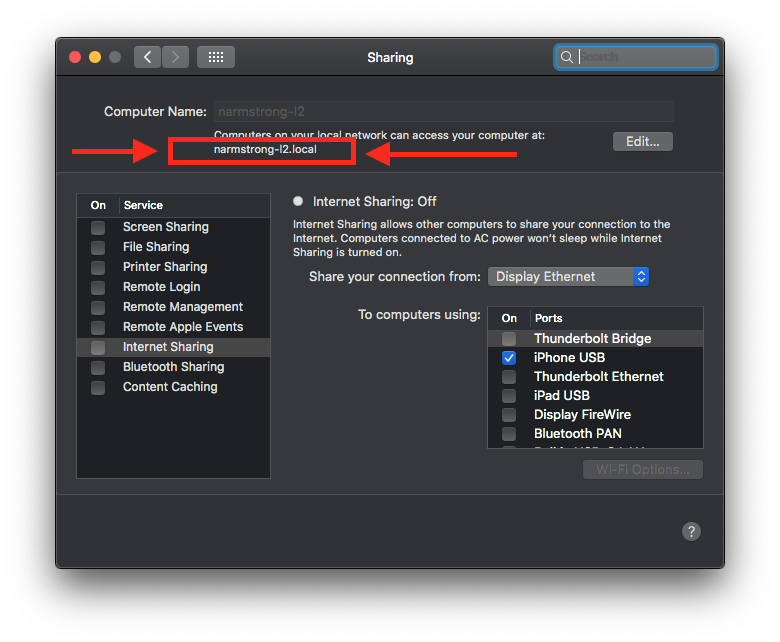 Sharing
Search
Computer Name: narmstrong-l2
Computers on your local network can access your computer at:
narmstrong-l2.local
Edit...
On Service
Screen Sharing
File Sharing
Printer Sharing
Remote Login
Remote Management
Remote Apple Events
Internet Sharing
Bluetooth Sharing
Content Caching
Internet Sharing: Off
Internet Sharing allows other computers to share your connection to the
Internet. Computers connected to AC power won't sleep while Internet
Sharing is turned on.
Share your connection from: Display Ethernet
To computers using:
On Ports
Thunderbolt Bridge
iPhone USB
Thunderbolt Ethernet
iPad USB
Display FireWire
Bluetooth PAN
Wi-Fi Options...
?